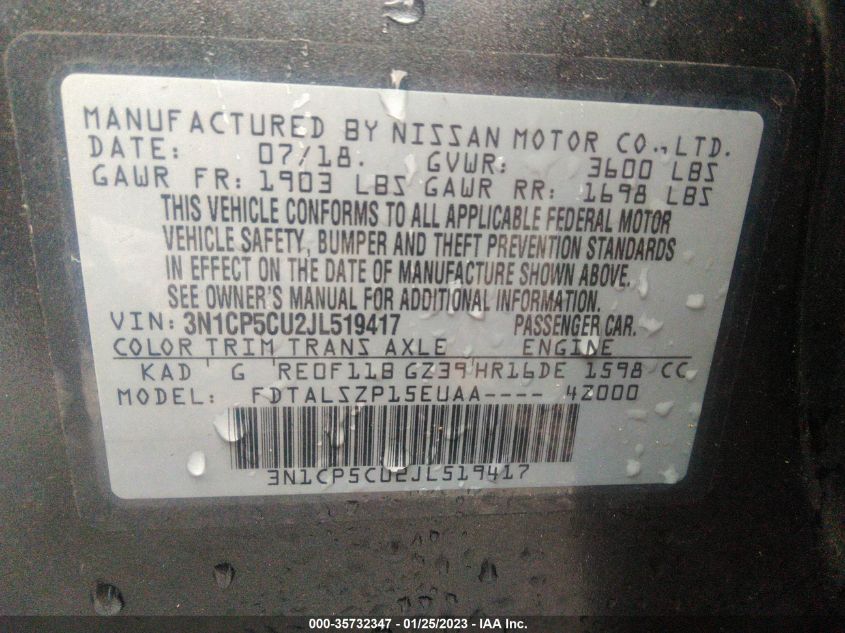 MANUFACTURED BY NISSAN MOTOR CO., LTD.
DATE: 07/18. GVWR: 3600 LBS
GAWR FR: 1903 LBS GAWR RR: 1698 LBS
THIS VEHICLE CONFORMS TO ALL APPLICABLE FEDERAL MOTOR
VEHICLE SAFETY, BUMPER AND THEFT PREVENTION STANDARDS
IN EFFECT ON THE DATE OF MANUFACTURE SHOWN ABOVE.
SEE OWNER'S MANUAL FOR ADDITIONAL INFORMATION.
VIN: 3N1CP5CU2JL519417 PASSENGER CAR.
COLOR TRIM TRANS AXLE ENGINE
KAD G RE0F11B GZ39 HR16DE 1598 CC
MODEL: FDTALSZP15EUAA---- 4Z000
3N1CP5CU2JL519417
000-35732347 - 01/25/2023 - IAA Inc.